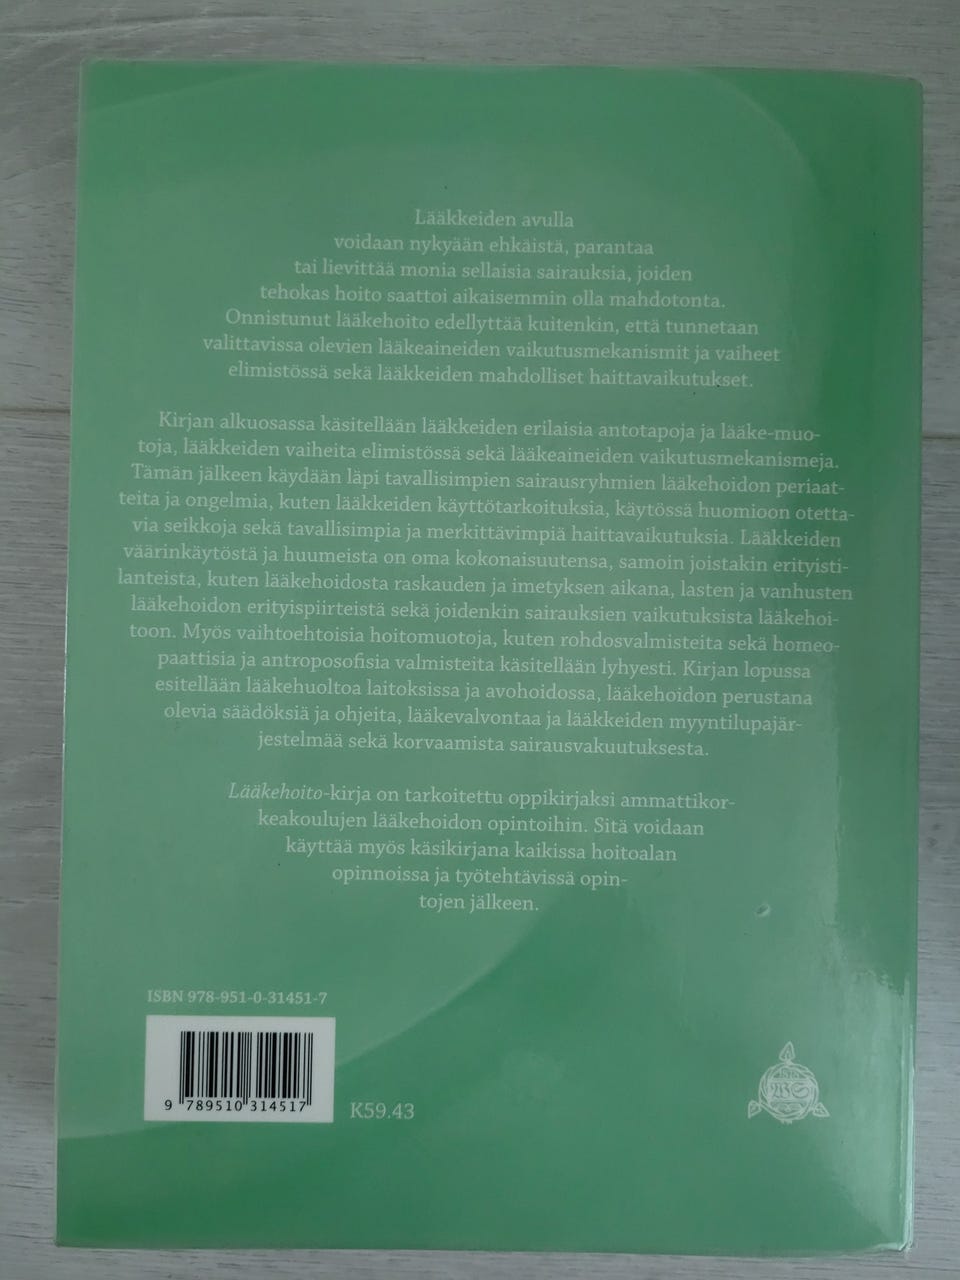 Lääkkeiden avulla
voidaan nykyään ehkäistä, parantaa
tai lievittää monia sellaisia sairauksia, joiden
tehokas hoito saattoi aikaisemmin olla mahdotonta.
Onnistunut lääkehoito edellyttää kuitenkin, että tunnetaan
valittavissa olevien lääkeaineiden vaikutusmekanismit ja vaiheet
elimistössä sekä lääkkeiden mahdolliset haittavaikutukset.
Kirjan alkuosassa käsitellään lääkkeiden erilaisia antotapoja ja lääke-muo-
toja, lääkkeiden vaiheita elimistössä sekä lääkeaineiden vaikutusmekanismeja.
Tämän jälkeen käydään läpi tavallisimpien sairausryhmien lääkehoidon periaat-
teita ja ongelmia, kuten lääkkeiden käyttötarkoituksia, käytössä huomioon otetta-
via seikkoja sekä tavallisimpia ja merkittävimpiä haittavaikutuksia. Lääkkeiden
väärinkäytöstä ja huumeista on oma kokonaisuutensa, samoin joistakin erityisti-
lanteista, kuten lääkehoidosta raskauden ja imetyksen aikana, lasten ja vanhusten
lääkehoidon erityispiirteistä sekä joidenkin sairauksien vaikutuksista lääkehoi-
toon. Myös vaihtoehtoisia hoitomuotoja, kuten rohdosvalmisteita sekä homeo-
paattisia ja antroposofisia valmisteita käsitellään lyhyesti. Kirjan lopussa
esitellään lääkehuoltoa laitoksissa ja avohoidossa, lääkehoidon perustana
olevia säädöksiä ja ohjeita, lääkevalvontaa ja lääkkeiden myyntilupajär-
jestelmää sekä korvaamista sairausvakuutuksesta.
Lääkehoito-kirja on tarkoitettu oppikirjaksi ammattikor-
keakoulujen lääkehoidon opintoihin. Sitä voidaan
käyttää myös käsikirjana kaikissa hoitoalan
opinnoissa ja työtehtävissä opin-
tojen jälkeen.
ISBN 978-951-0-31451-7
9 789510 314517
K59.43
1878
WS